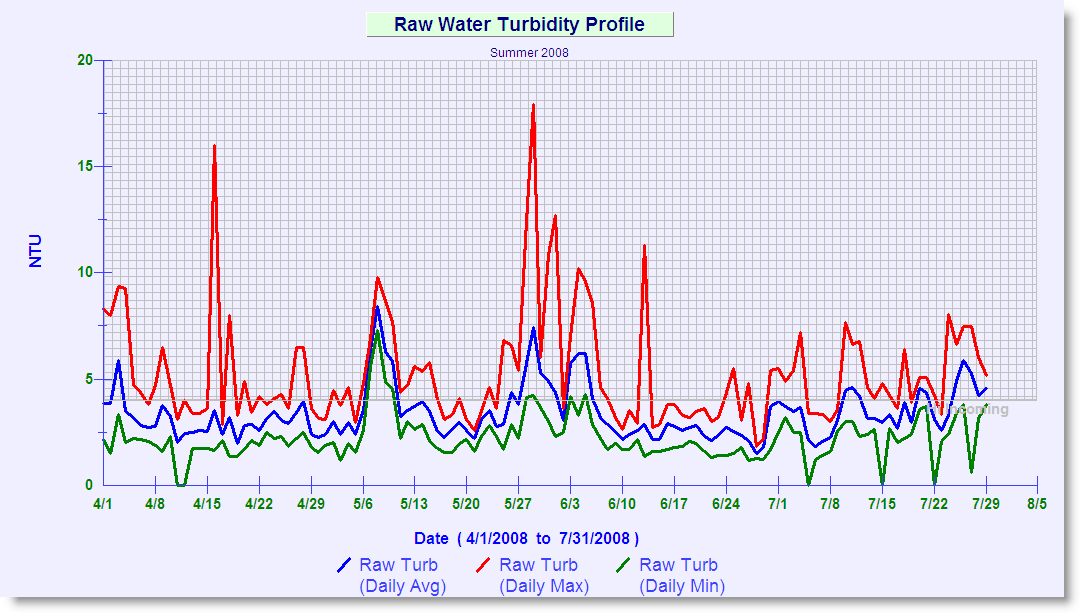 Raw Water Turbidity Profile
Summer 2008
20
15
10
5
0
NTU
4/1 4/8 4/15 4/22 4/29 5/6 5/13 5/20 5/27 6/3 6/10 6/17 6/24 7/1 7/8 7/15 7/22 7/29 8/5
Date ( 4/1/2008 to 7/31/2008 )
Raw Turb (Daily Avg)
Raw Turb (Daily Max)
Raw Turb (Daily Min)